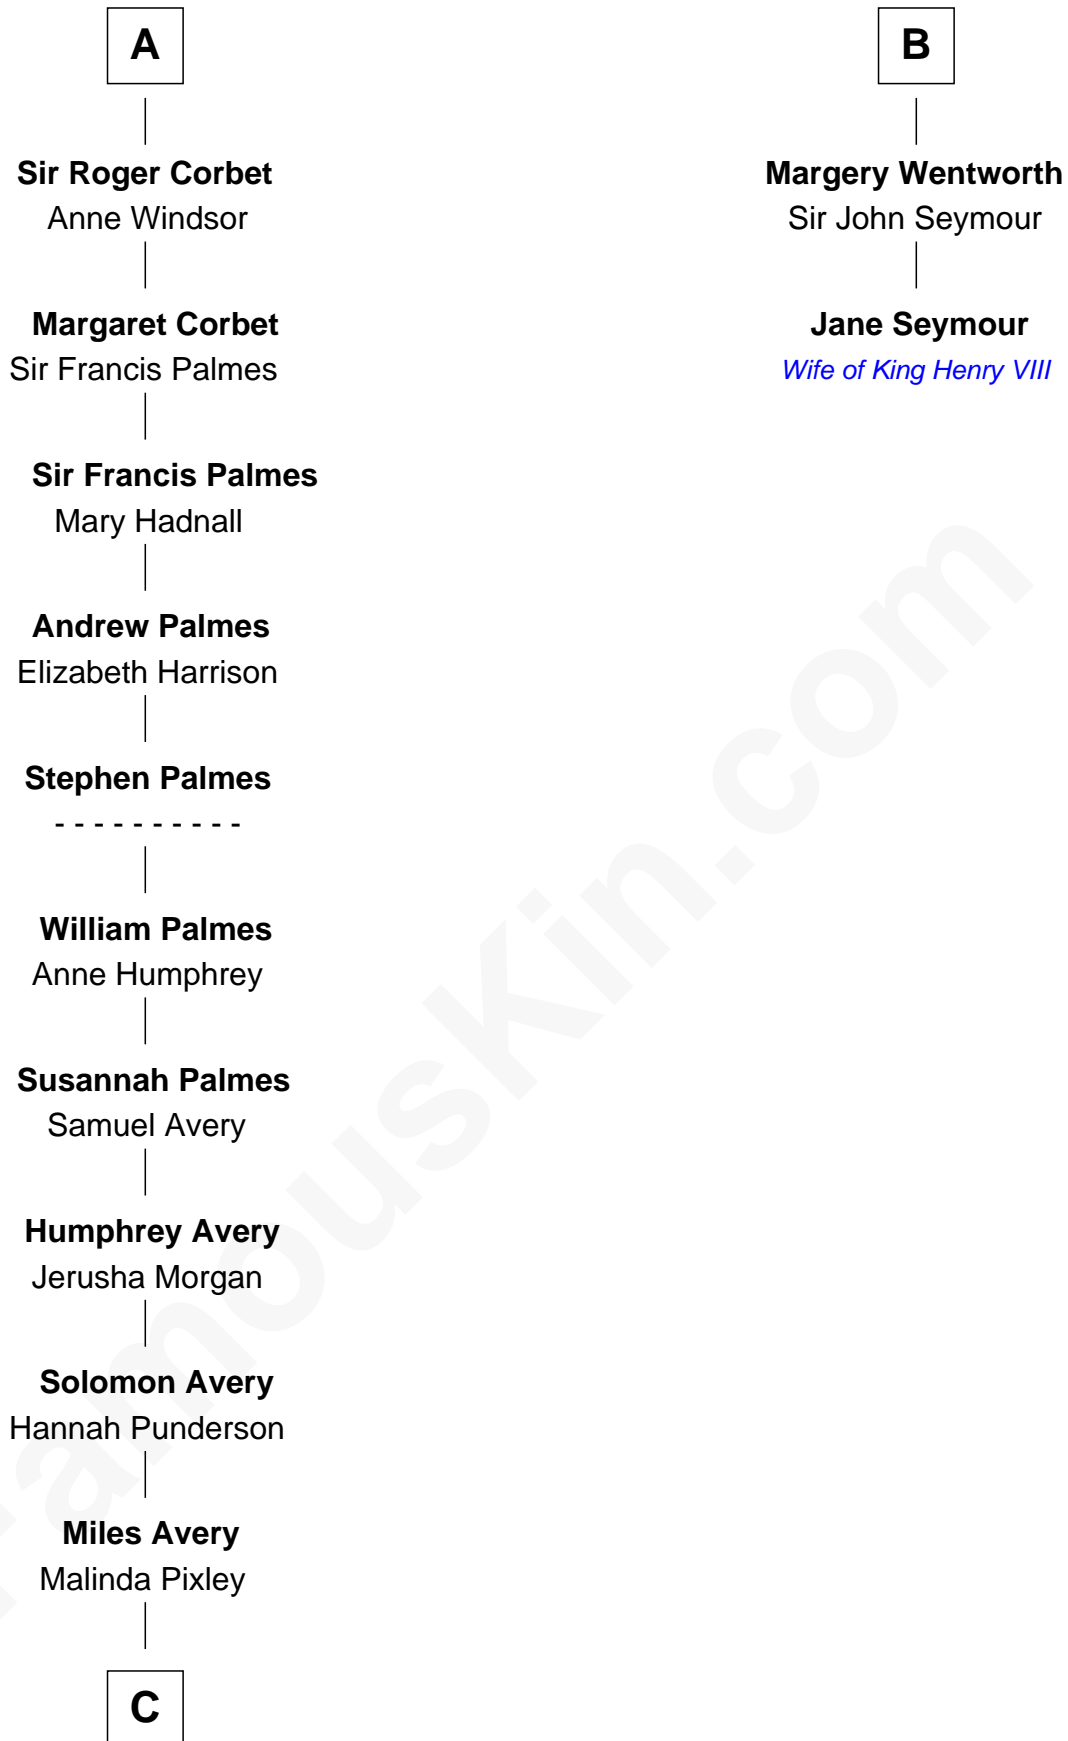 A
Sir Roger Corbet
Anne Windsor
Margaret Corbet
Sir Francis Palmes
Sir Francis Palmes
Mary Hadnall
Andrew Palmes
Elizabeth Harrison
Stephen Palmes
- - - - - - - - - -
William Palmes
Anne Humphrey
Susannah Palmes
Samuel Avery
Humphrey Avery
Jerusha Morgan
Solomon Avery
Hannah Punderson
Miles Avery
Malinda Pixley
C
B
Margery Wentworth
Sir John Seymour
Jane Seymour
Wife of King Henry VIII
FamousKin.com